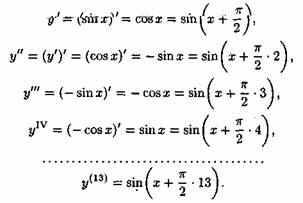 y' = (sin x)' = cos x = sin(x + π/2),
y'' = (y')' = (cos x)' = − sin x = sin(x + π/2 · 2),
y''' = (− sin x)' = − cos x = sin(x + π/2 · 3),
y^IV = (− cos x)' = sin x = sin(x + π/2 · 4),
. . . . . . . . . . . . . . . . . . . . . . . . . . . . . . . . . . . .
y^(13) = sin(x + π/2 · 13).